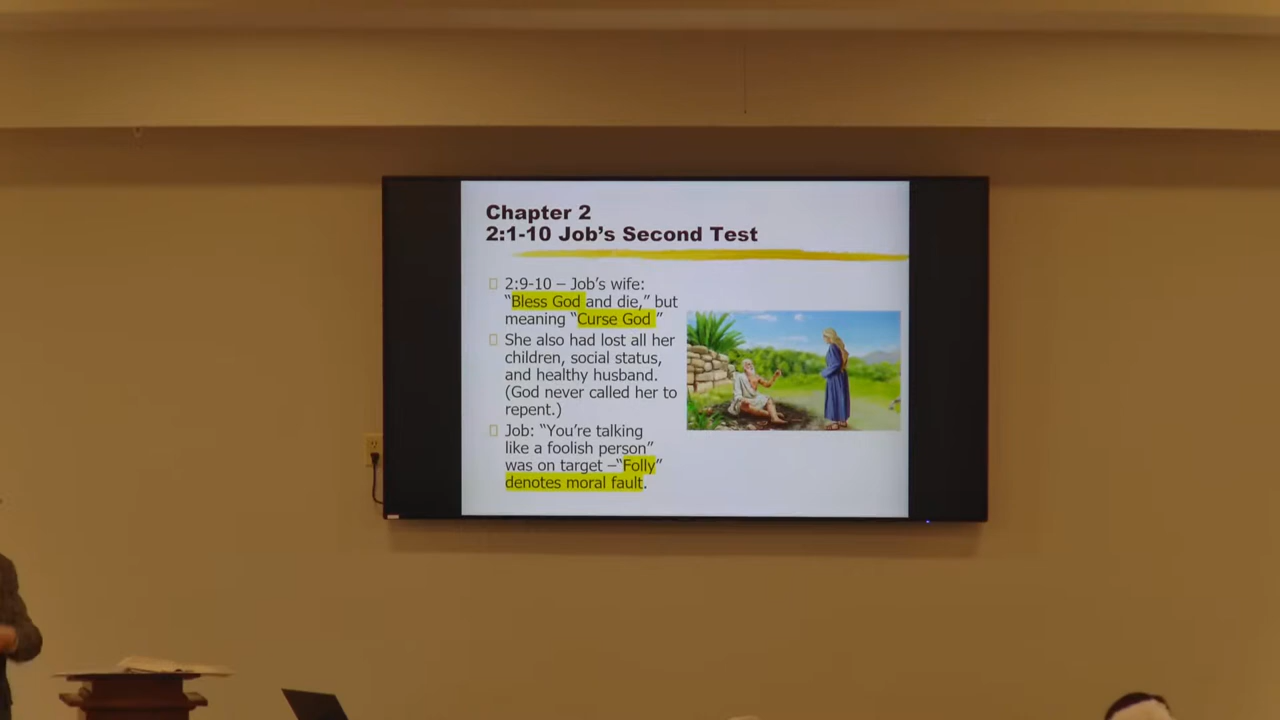 Chapter 2
2:1-10 Job's Second Test
2:9-10 – Job's wife:
"Bless God and die," but
meaning "Curse God "
She also had lost all her
children, social status,
and healthy husband.
(God never called her to
repent.)
Job: "You're talking
like a foolish person"
was on target –"Folly"
denotes moral fault.